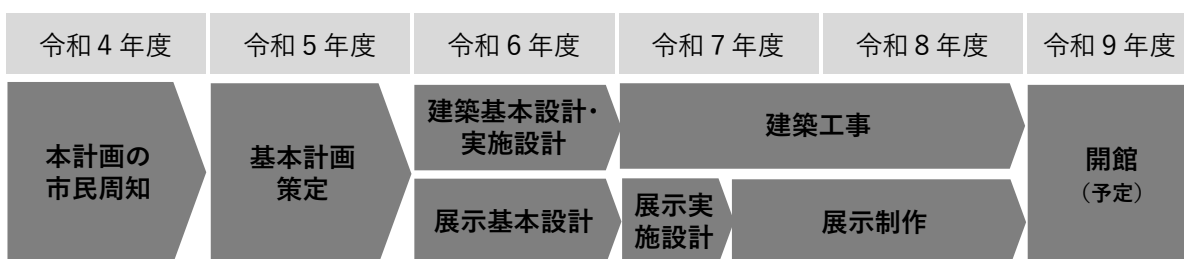 令和4年度
令和5年度
令和6年度
令和7年度
令和8年度
令和9年度
本計画の
市民周知
基本計画
策定
建築基本設計・
実施設計
建築工事
展示基本設計
展示実
施設計
展示制作
開館
（予定）